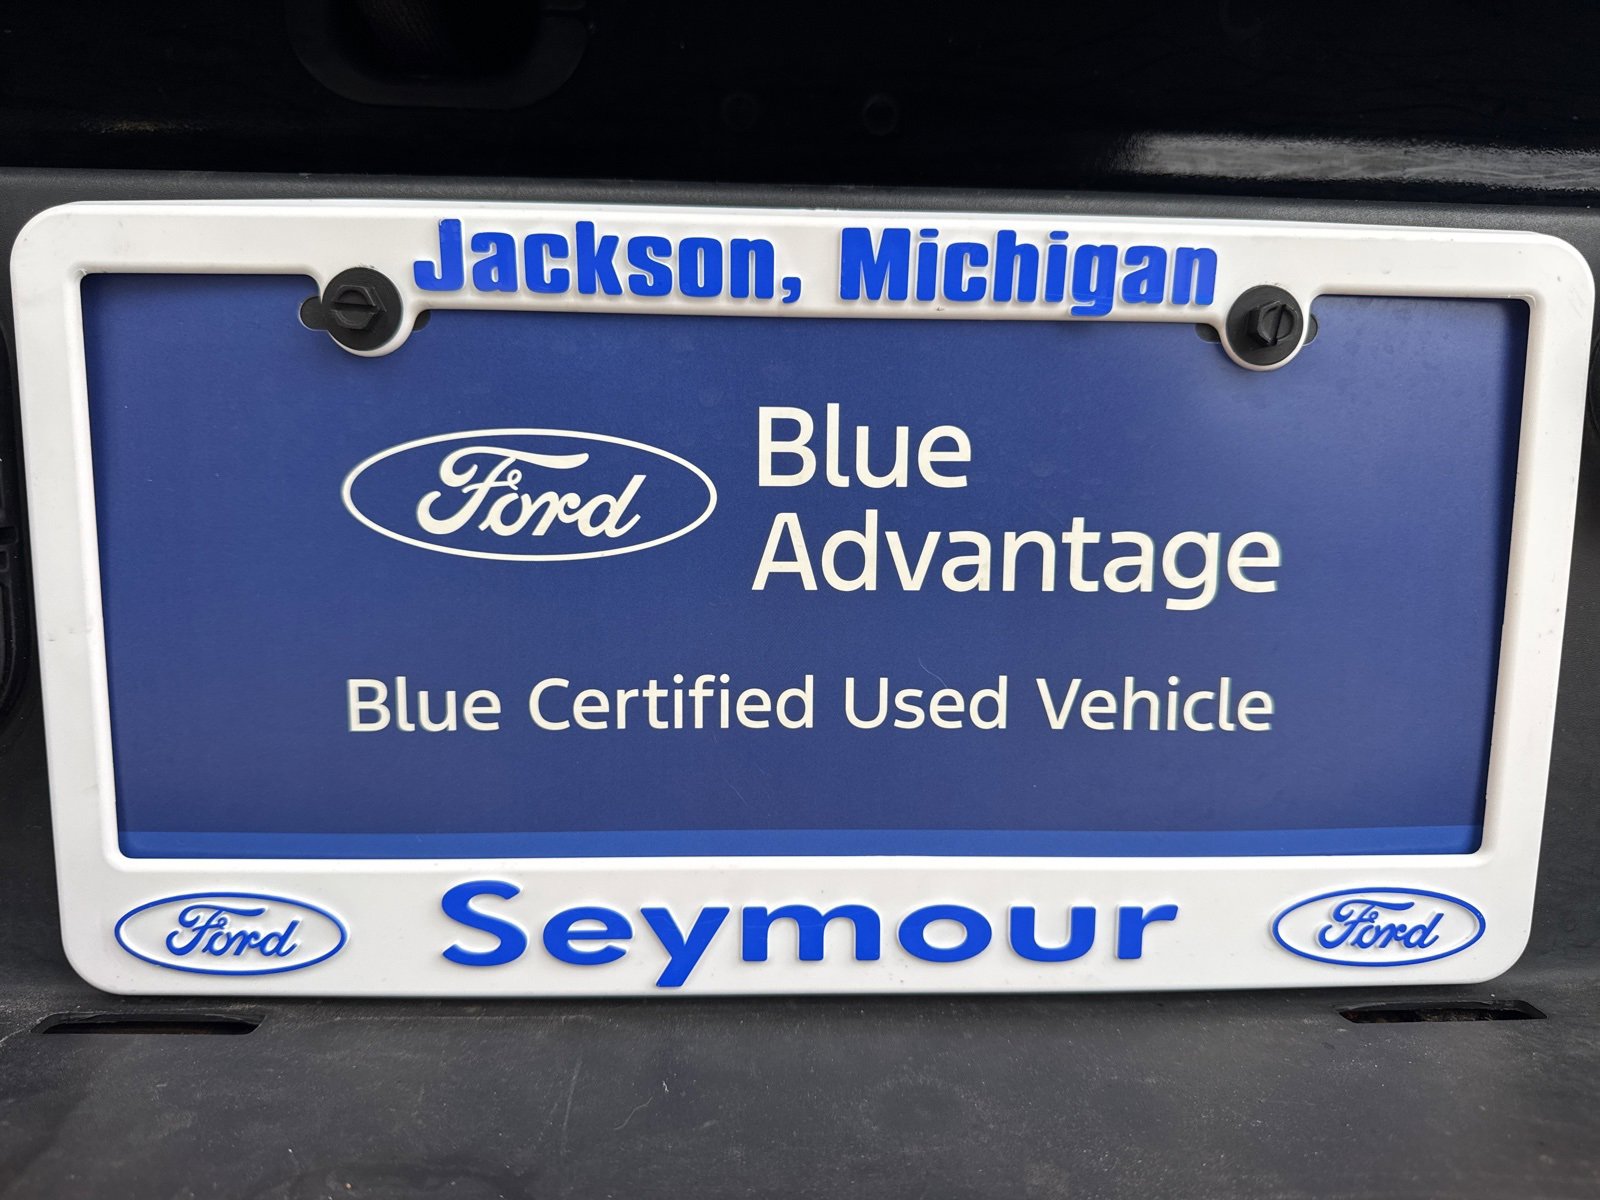 Jackson, Michigan
Ford
Blue
Advantage
Blue Certified Used Vehicle
Ford Seymour Ford